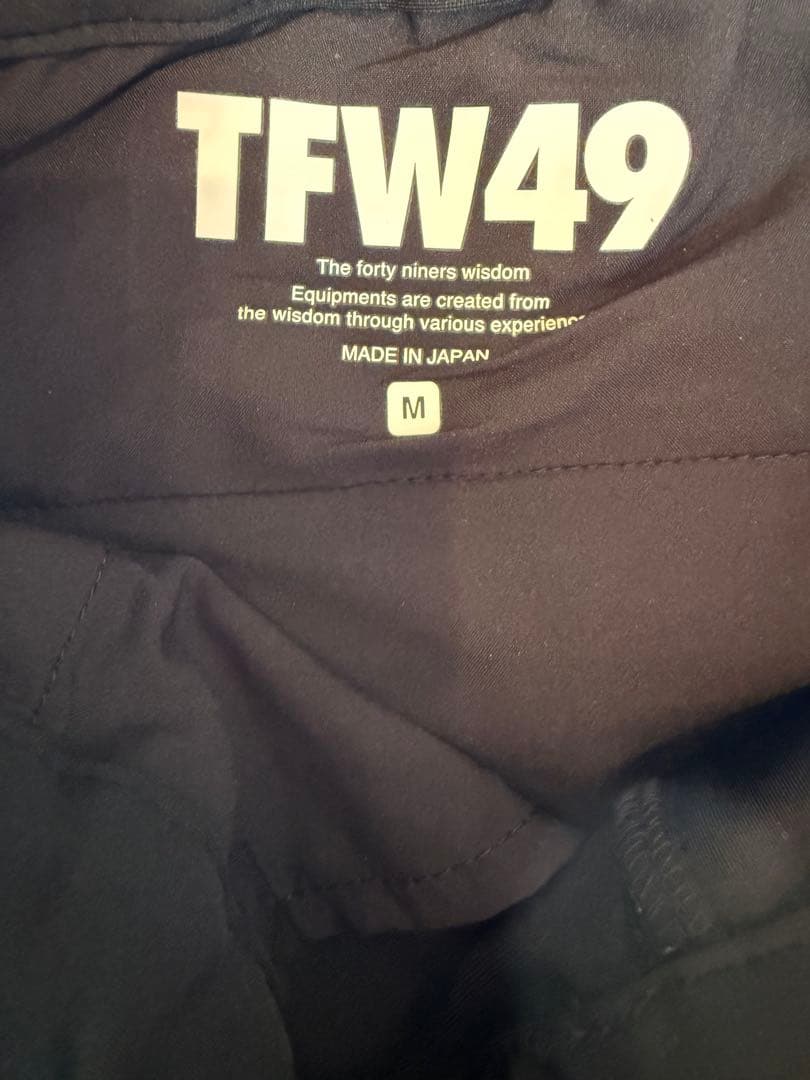 TFW49
The forty niners wisdom
Equipments are created from
the wisdom through various
MADE IN JAPAN
M